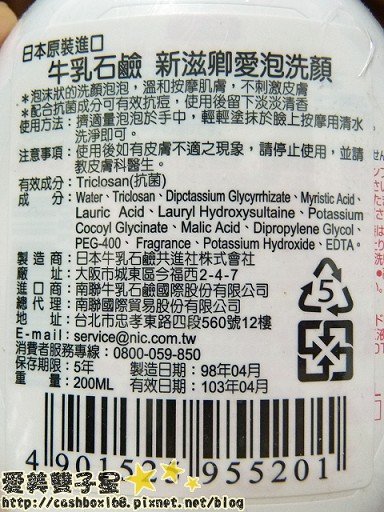 日本原裝進口
牛乳石鹼 新滋卿愛泡洗顏
*泡沫狀的洗顏泡泡，溫和按摩肌膚，不刺激皮膚
*配合抗菌成分可有效抗痘，使用後留下淡淡清香
使用方法：擠適量泡泡於手中，輕輕塗抹於臉上按摩用清水
洗淨即可。
注意事項：使用後如有皮膚不適之現象，請停止使用，並請
教皮膚科醫生。
有效成分：Triclosan(抗菌)
成 分：Water、Triclosan、Dipctassium Glycyrrhizate、Myristic Acid、
Lauric Acid、Lauryl Hydroxysultaine、Potassium
Cocoyl Glycinate、Malic Acid、Dipropylene Glycol、
PEG-400、Fragrance、Potassium Hydroxide、EDTA。
製 造 商：日本牛乳石鹼共進社株式會社
廠 址：大阪市城東區今福西2-4-7
進 口 商：南聯國際股份有限公司
總 代 理：南聯國際貿易股份有限公司
地 址：台北市忠孝東路四段560號12樓
E-mail：service@nic.com.tw
消費者服務專線：0800-059-850
保存期限：5年 製造日期：98年04月
重 量：200ML 有效日期：103年04月
5
4 901524 955201
愛美雙子星
http://cashbox168.pixnet.net/blog